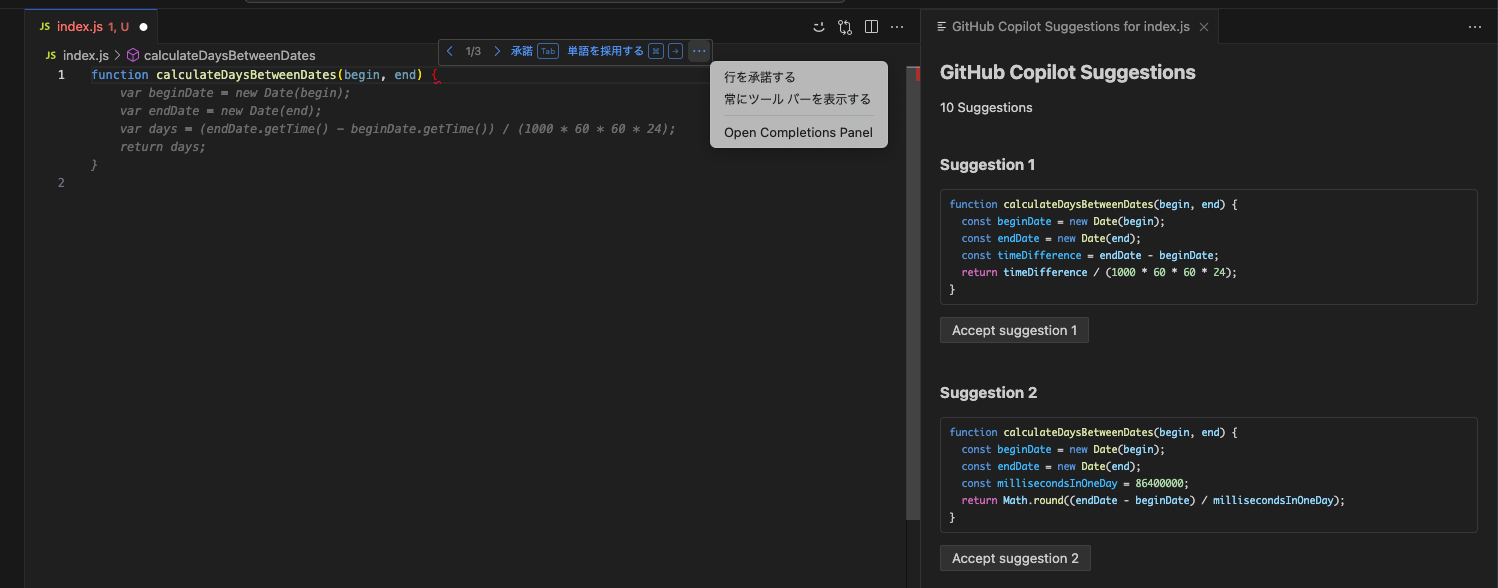 JS index.js 1, U
JS index.js > calculateDaysBetweenDates
1/3 承諾 Tab 単語を採用する ⌘ → ···
行を承諾する
常にツール バーを表示する
Open Completions Panel
1 function calculateDaysBetweenDates(begin, end) {
var beginDate = new Date(begin);
var endDate = new Date(end);
var days = (endDate.getTime() - beginDate.getTime()) / (1000 * 60 * 60 * 24);
return days;
}
2
GitHub Copilot Suggestions for index.js
GitHub Copilot Suggestions
10 Suggestions
Suggestion 1
function calculateDaysBetweenDates(begin, end) {
const beginDate = new Date(begin);
const endDate = new Date(end);
const timeDifference = endDate - beginDate;
return timeDifference / (1000 * 60 * 60 * 24);
}
Accept suggestion 1
Suggestion 2
function calculateDaysBetweenDates(begin, end) {
const beginDate = new Date(begin);
const endDate = new Date(end);
const millisecondsInOneDay = 86400000;
return Math.round((endDate - beginDate) / millisecondsInOneDay);
}
Accept suggestion 2